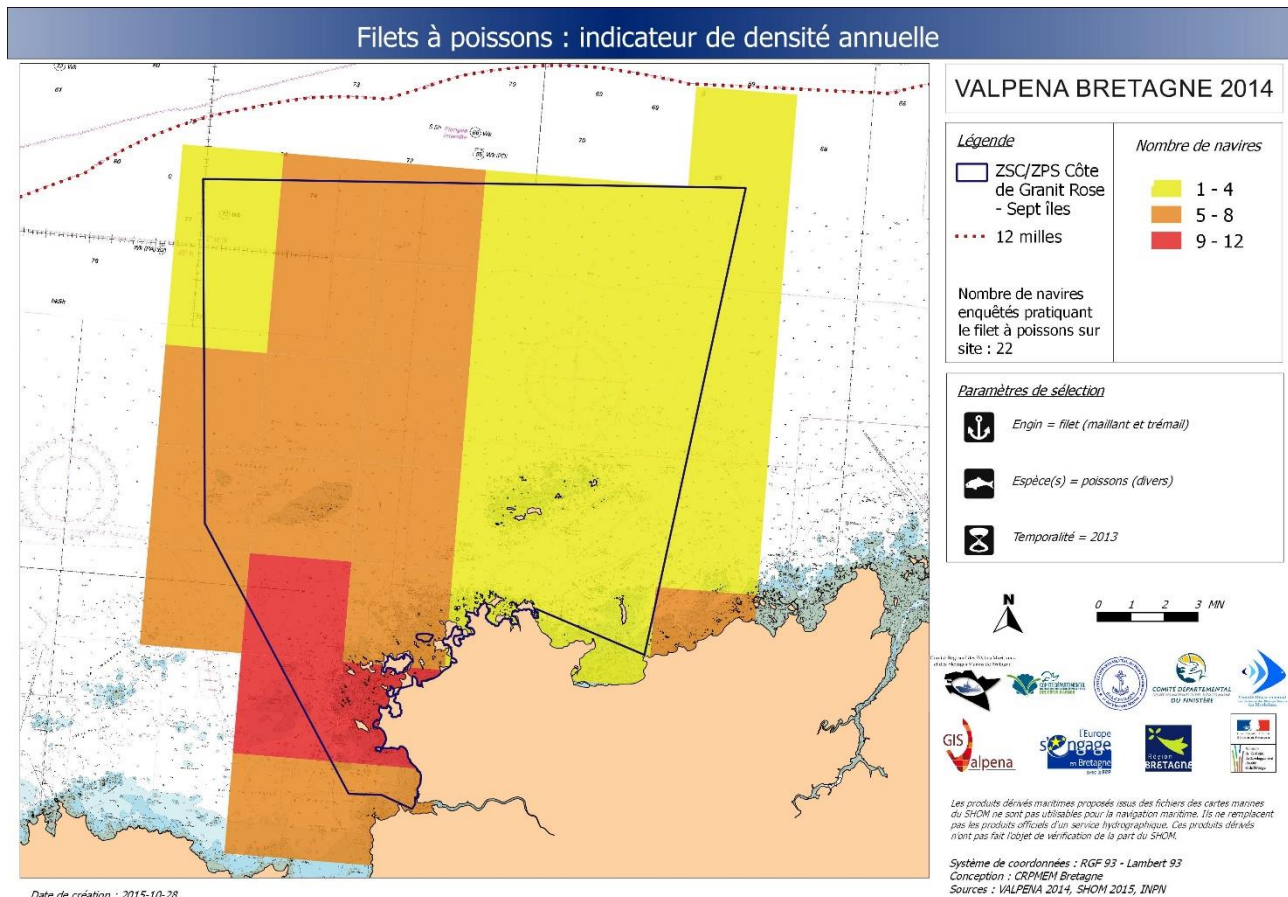 Filets à poissons : indicateur de densité annuelle
VALPENA BRETAGNE 2014
Légende
ZSC/ZPS Côte
de Granit Rose
- Sept îles
12 milles
Nombre de navires
enquêtés pratiquant
le filet à poissons sur
site : 22
Nombre de navires
1 - 4
5 - 8
9 - 12
Paramètres de sélection
Engin = filet (maillant et trémail)
Espèce(s) = poissons (divers)
Temporalité = 2013
N
0 1 2 3 MN
COMITÉ DÉPARTEMENTAL
DU FINISTÈRE
GIS
Valpena
l'Europe
s'engage
en Bretagne
Région
BRETAGNE
Les produits dérivés maritimes proposés issus des fichiers des cartes marines
du SHOM ne sont pas utilisables pour la navigation maritime. Ils ne remplacent
pas les produits officiels d'un service hydrographique. Ces produits dérivés
n'ont pas fait l'objet de vérification de la part du SHOM.
Système de coordonnées : RGF 93 - Lambert 93
Conception : CRPMEM Bretagne
Sources : VALPENA 2014, SHOM 2015, INPN
Date de création : 2015-10-28